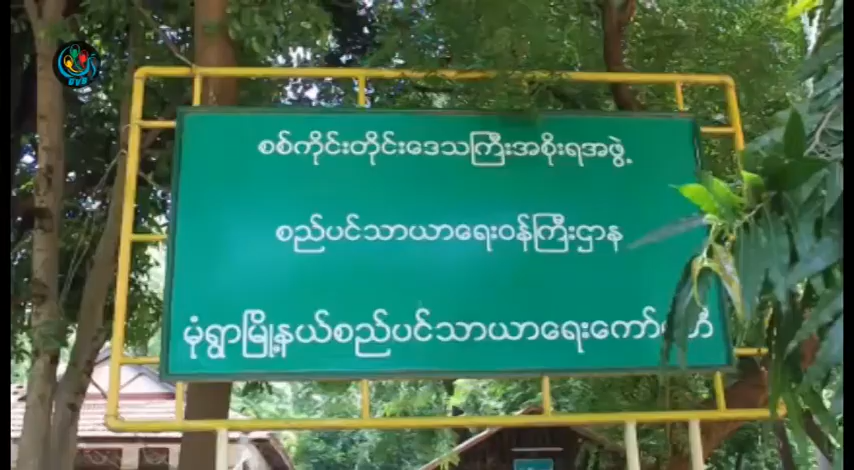 စစ်ကိုင်းတိုင်းဒေသကြီးအစိုးရအဖွဲ့
စည်ပင်သာယာရေးဝန်ကြီးဌာန
မုံရွာမြို့နယ်စည်ပင်သာယာရေး